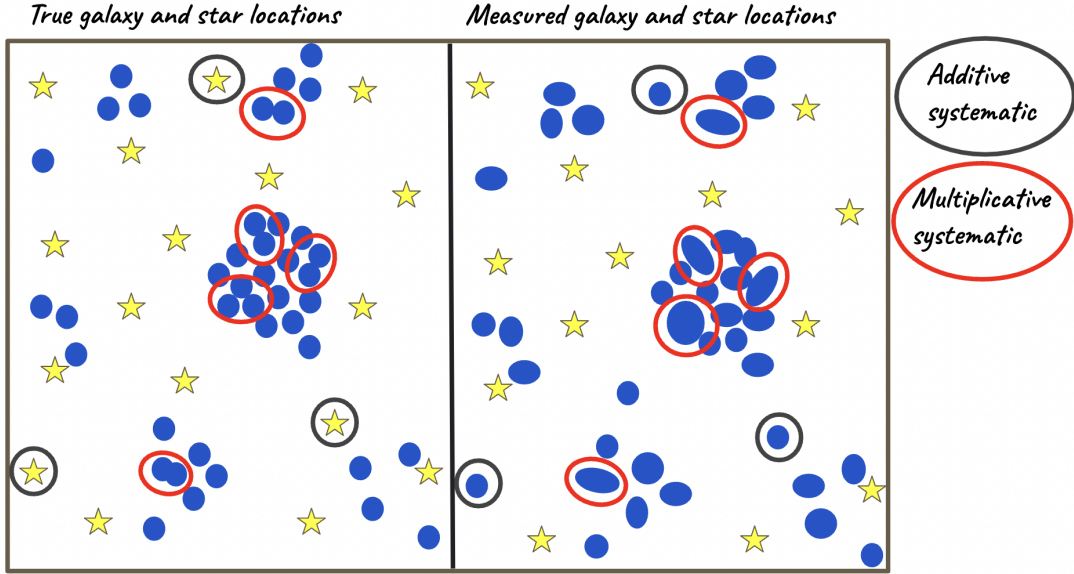 True galaxy and star locations
Measured galaxy and star locations
Additive
systematic
Multiplicative
systematic